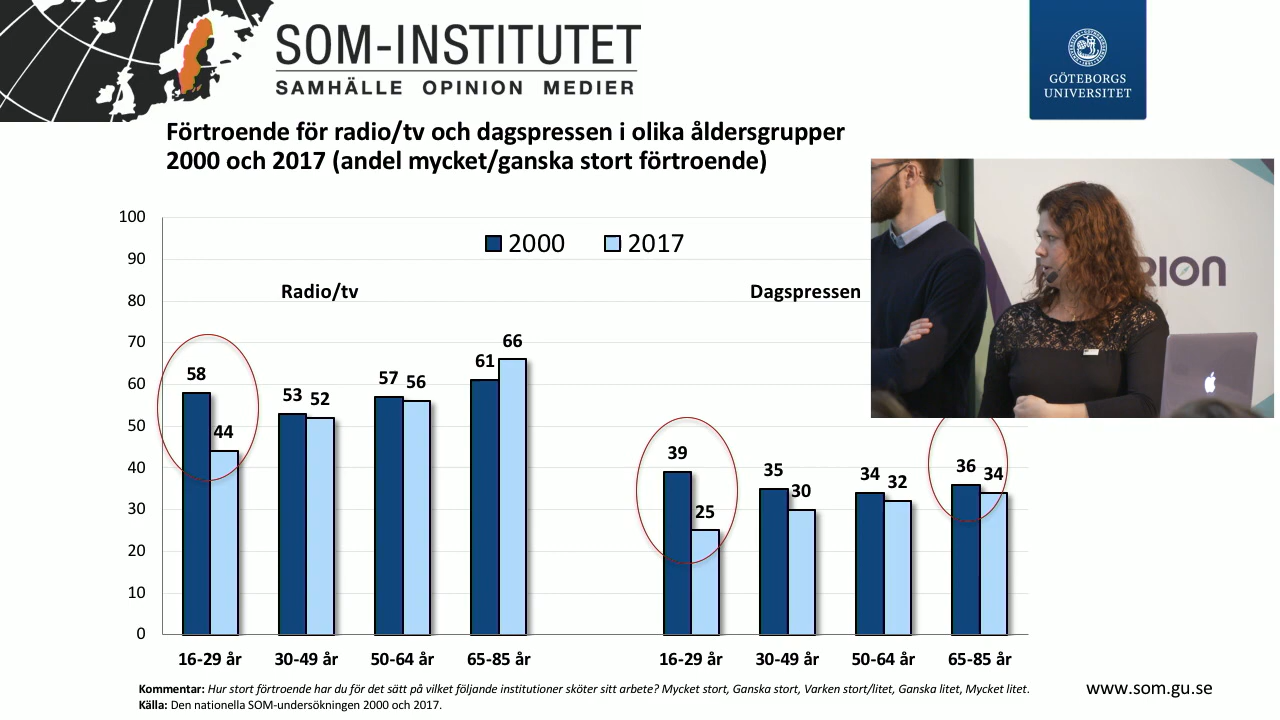 SOM-INSTITUTET
SAMHÄLLE OPINION MEDIER
GÖTEBORGS
UNIVERSITET
Förtroende för radio/tv och dagspressen i olika åldersgrupper
2000 och 2017 (andel mycket/ganska stort förtroende)
2000 2017
Radio/tv
Dagspressen
100
90
80
70
60
50
40
30
20
10
0
58 44 53 52 57 56 61 66
39 25 35 30 34 32 36 34
16-29 år 30-49 år 50-64 år 65-85 år
16-29 år 30-49 år 50-64 år 65-85 år
Kommentar: Hur stort förtroende har du för det sätt på vilket följande institutioner sköter sitt arbete? Mycket stort, Ganska stort, Varken stort/litet, Ganska litet, Mycket litet.
Källa: Den nationella SOM-undersökningen 2000 och 2017.
www.som.gu.se